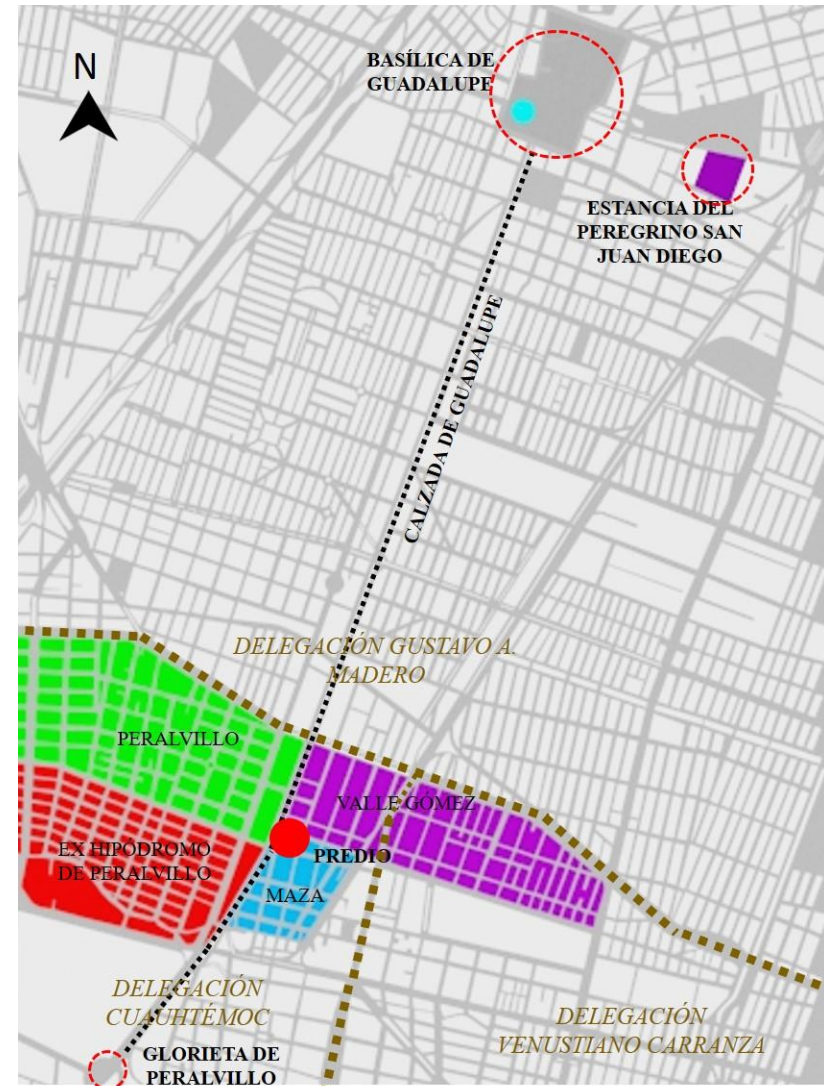 N
BASÍLICA DE
GUADALUPE
ESTANCIA DEL
PEREGRINO SAN
JUAN DIEGO
CALZADA DE GUADALUPE
DELEGACIÓN GUSTAVO A.
MADERO
PERALVILLO
VALLE GÓMEZ
EX HIPÓDROMO
DE PERALVILLO
PREDIO
MAZA
DELEGACIÓN
CUAUHTÉMOC
DELEGACIÓN
VENUSTIANO CARRANZA
GLORIETA DE
PERALVILLO